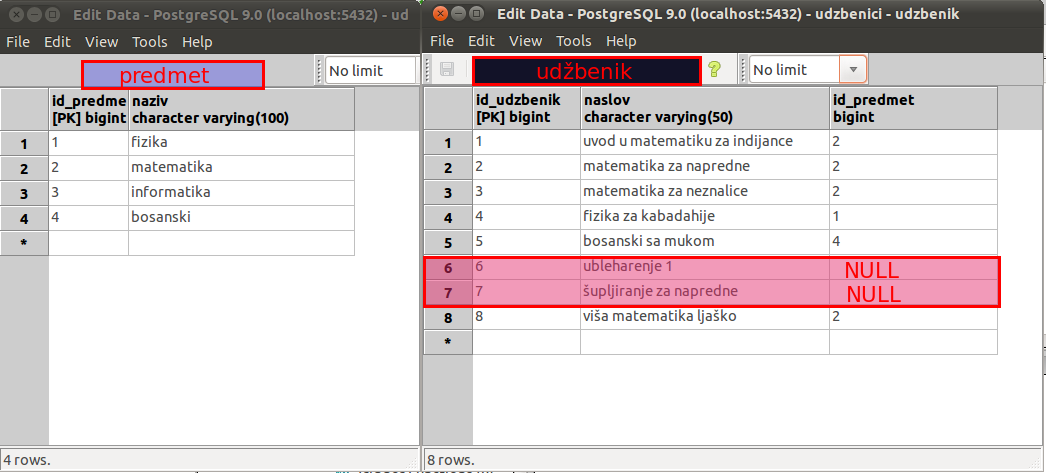 Edit Data - PostgreSQL 9.0 (localhost:5432) - ud
File Edit View Tools Help
predmet
No limit
id_predme
[PK] bigint
naziv
character varying(100)
1 1 fizika
2 2 matematika
3 3 informatika
4 4 bosanski
*
4 rows.
Edit Data - PostgreSQL 9.0 (localhost:5432) - udzbenici - udzbenik
File Edit View Tools Help
udžbenik
No limit
id_udzbenik
[PK] bigint
naslov
character varying(50)
id_predmet
bigint
1 1 uvod u matematiku za indijance 2
2 2 matematika za napredne 2
3 3 matematika za neznalice 2
4 4 fizika za kabadahije 1
5 5 bosanski sa mukom 4
6 6 ubleharenje 1 NULL
7 7 šupljiranje za napredne NULL
8 8 viša matematika ljaško 2
*
8 rows.